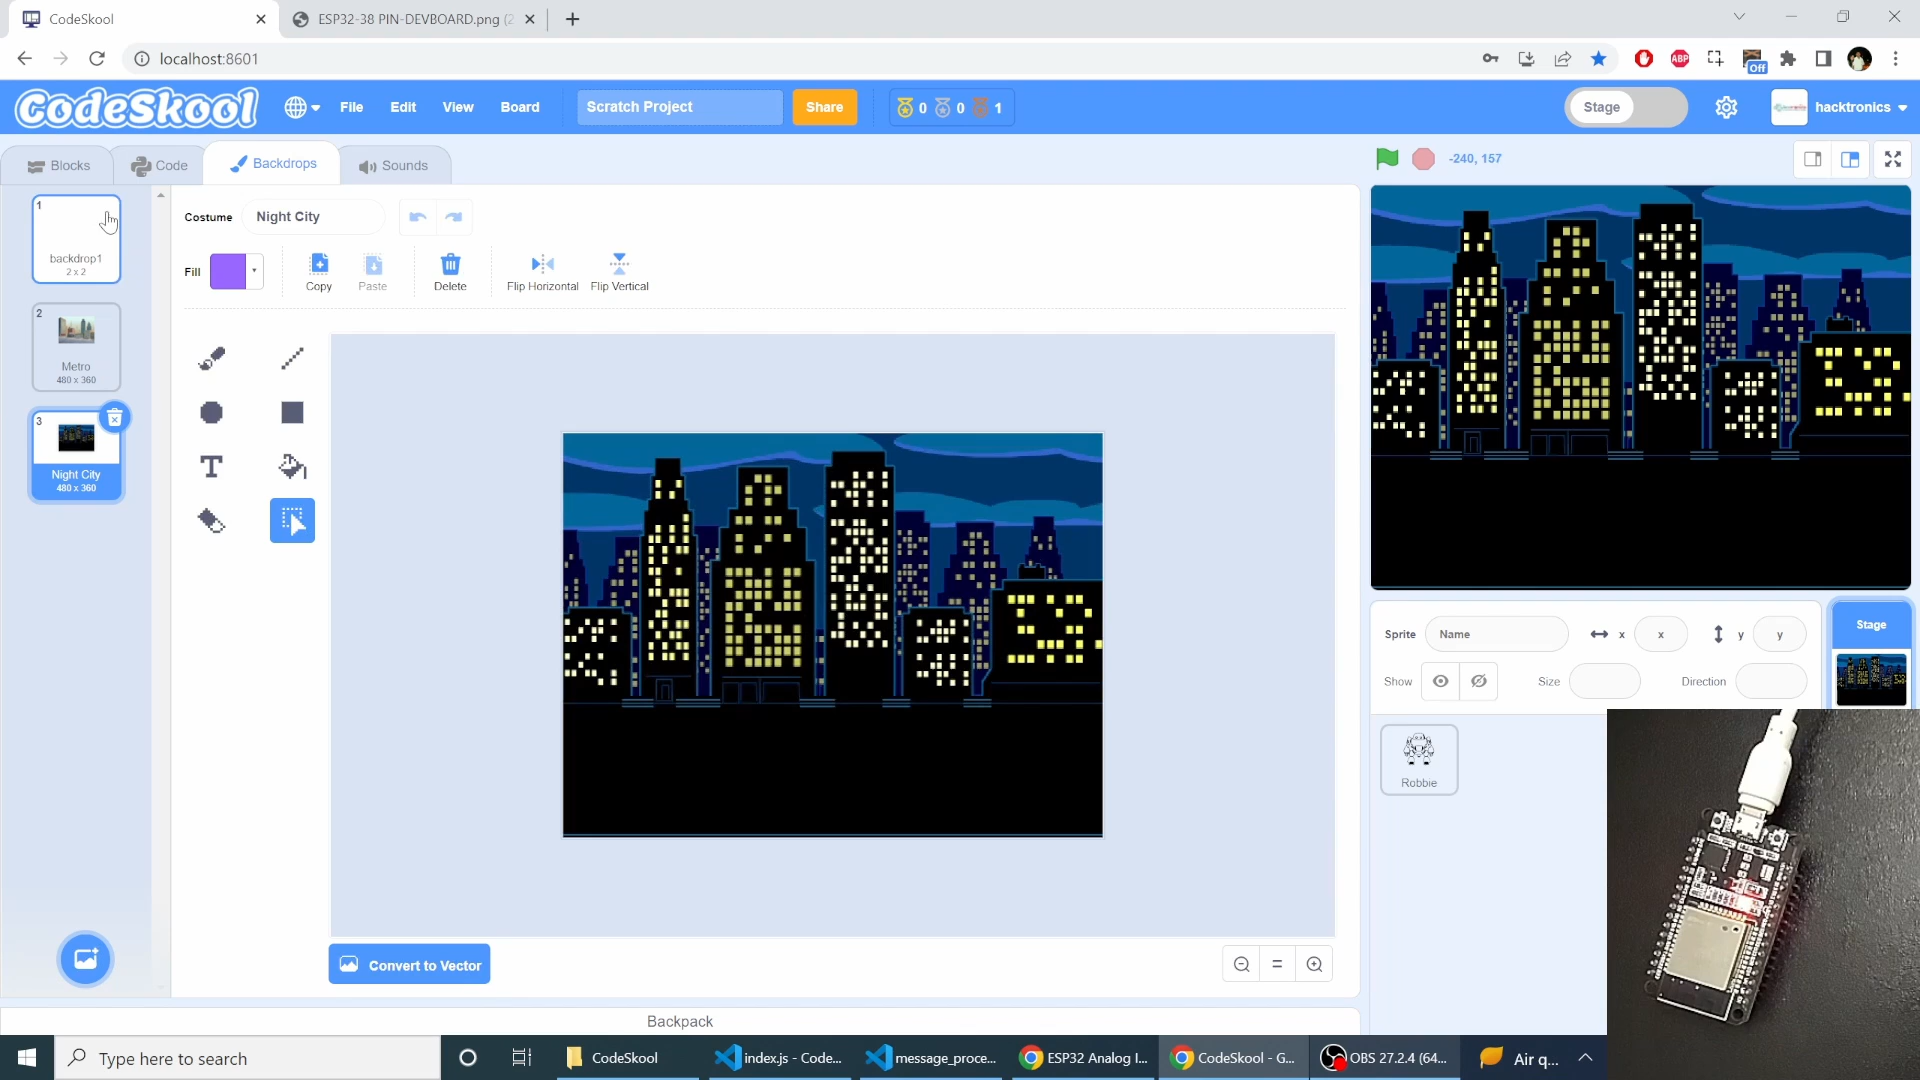 CodeSkool
ESP32-38 PIN-DEVBOARD.png (2
localhost:8601
ABP
Off
CodeSkool
File
Edit
View
Board
Scratch Project
Share
0
0
1
Stage
hacktronics
Blocks
Code
Backdrops
Sounds
-240, 157
1
backdrop1
2 x 2
2
Metro
480 x 360
3
Night City
480 x 360
Costume
Night City
Fill
Copy
Paste
Delete
Flip Horizontal
Flip Vertical
T
Convert to Vector
Backpack
Sprite
Name
x
x
y
y
Show
Size
Direction
Stage
Robbie
Type here to search
CodeSkool
index.js - Code...
message_proce...
ESP32 Analog I...
CodeSkool - G...
OBS 27.2.4 (64...
Air q...